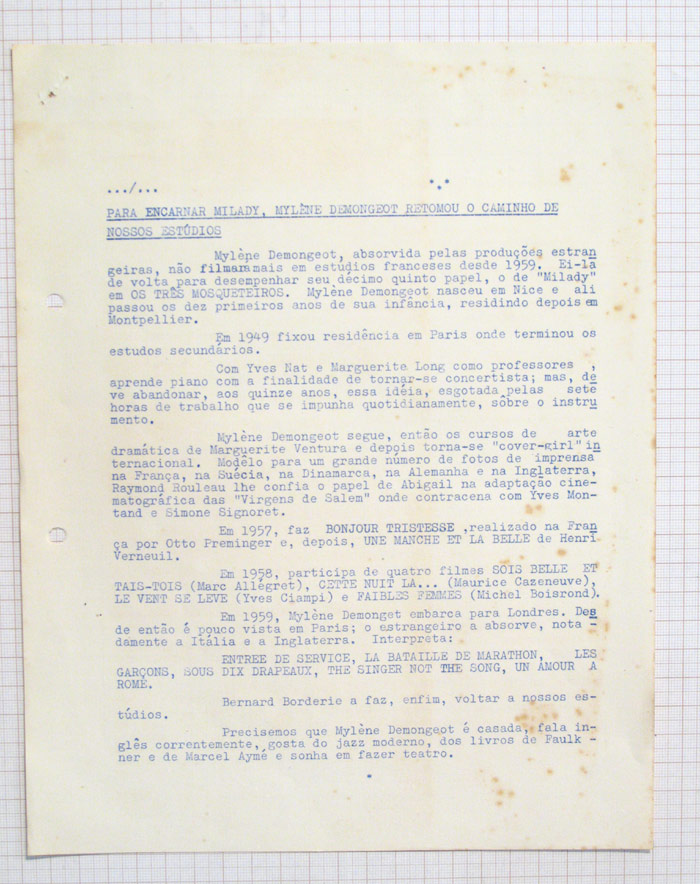 .../...
PARA ENCARNAR MILADY, MYLÈNE DEMONGEOT RETOMOU O CAMINHO DE
NOSSOS ESTÚDIOS
Mylène Demongeot, absorvida pelas produções estran
geiras, não filmara mais em estudios franceses desde 1959. Ei-la
de volta para desempenhar seu décimo quinto papel, o de "Milady"
em OS TRÊS MOSQUETEIROS. Mylène Demongeot nasceu em Nice e ali
passou os dez primeiros anos de sua infância, residindo depois em
Montpellier.
Em 1949 fixou residência em Paris onde terminou os
estudos secundários.
Com Yves Nat e Marguerite Long como professores ,
aprende piano com a finalidade de tornar-se concertista; mas, de
ve abandonar, aos quinze anos, essa idéia, esgotada pelas sete
horas de trabalho que se impunha quotidianamente, sôbre o instru
mento.
Mylène Demongeot segue, então os cursos de arte
dramática de Marguerite Ventura e depois torna-se "cover-girl" in
ternacional. Modêlo para um grande número de fotos de imprensa
na França, na Suécia, na Dinamarca, na Alemanha e na Inglaterra,
Raymond Rouleau lhe confia o papel de Abigail na adaptação cine-
matográfica das "Virgens de Salem" onde contracena com Yves Mon-
tand e Simone Signoret.
Em 1957, faz BONJOUR TRISTESSE ,realizado na Fran
ça por Otto Preminger e, depois, UNE MANCHE ET LA BELLE de Henri
Verneuil.
Em 1958, participa de quatro filmes SOIS BELLE ET
TAIS-TOIS (Marc Allégret), CETTE NUIT LA... (Maurice Cazeneuve),
LE VENT SE LEVE (Yves Ciampi) e FAIBLES FEMMES (Michel Boisrond).
Em 1959, Mylène Demonget embarca para Londres. Des
de então é pouco vista em Paris; o estrangeiro a absorve, nota -
damente a Itália e a Inglaterra. Interpreta:
ENTREE DE SERVICE, LA BATAILLE DE MARATHON, LES
GARÇONS, SOUS DIX DRAPEAUX, THE SINGER NOT THE SONG, UN AMOUR A
ROME.
Bernard Borderie a faz, enfim, voltar a nossos es-
túdios.
Precisemos que Mylène Demongeot é casada, fala in-
glês correntemente, gosta do jazz moderno, dos livros de Faulk -
ner e de Marcel Aymé e sonha em fazer teatro.